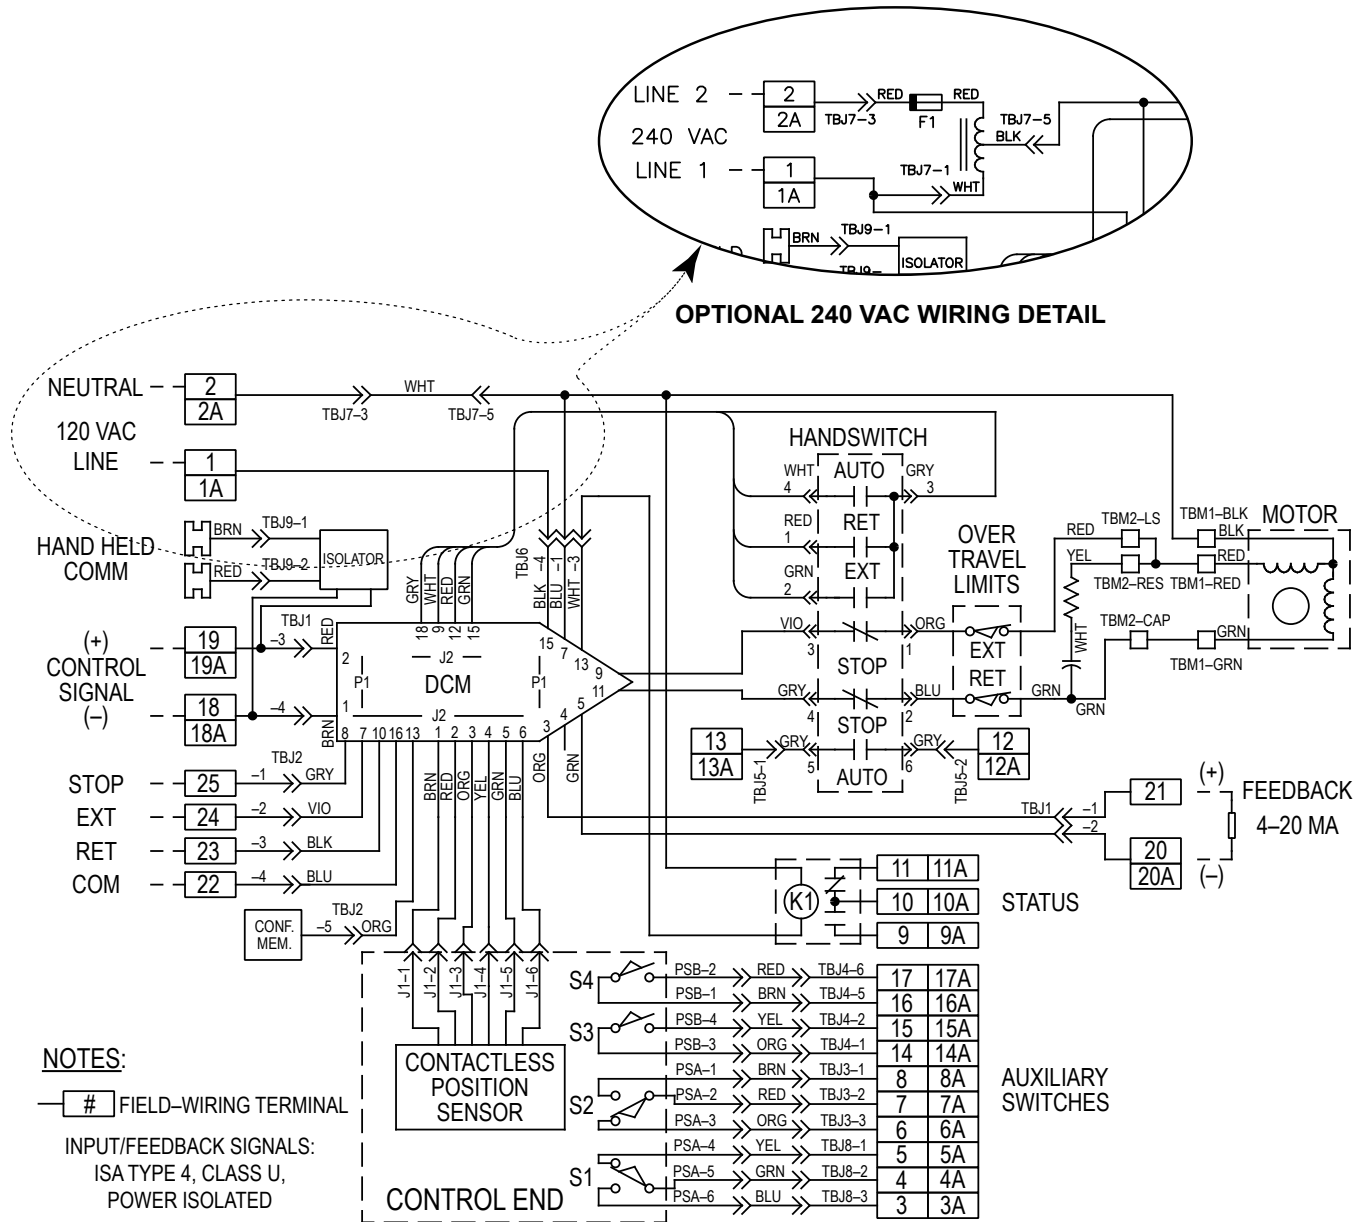 LINE 2
2
2A
TBJ7-3
RED
F1
RED
TBJ7-5
BLK
240 VAC
LINE 1
1
1A
TBJ7-1
WHT
BRN
TBJ9-1
ISOLATOR
OPTIONAL 240 VAC WIRING DETAIL
NEUTRAL
2
2A
TBJ7-3
WHT
TBJ7-5
120 VAC
LINE
1
1A
HAND HELD
COMM
BRN
TBJ9-1
RED
TBJ9-2
ISOLATOR
GRY
WHT
RED
GRN
TBJ6
BLK -4
BLU -1
WHT -3
HANDSWITCH
WHT
4
AUTO
GRY
3
RED
1
RET
GRN
2
EXT
VIO
3
ORG
1
STOP
GRY
4
BLU
2
STOP
GRY
5
GRY
6
AUTO
OVER
TRAVEL
LIMITS
EXT
RET
RED
YEL
WHT
GRN
GRN
TBM2-LS
TBM2-RES
TBM2-CAP
TBM1-BLK
BLK
RED
TBM1-RED
GRN
TBM1-GRN
MOTOR
(+)
CONTROL
SIGNAL
(-)
19
19A
18
18A
TBJ1
-3
RED
-4
BRN
18
9
12
15
J2
P1
DCM
P1
J2
2
1
15
7
13
9
11
5
4
3
8
7
10
16
13
1
2
3
4
5
6
BRN
RED
ORG
YEL
GRN
BLU
ORG
GRN
13
13A
TBJ5-1
12
12A
TBJ5-2
STOP
25
TBJ2
-1
GRY
EXT
24
-2
VIO
RET
23
-3
BLK
COM
22
-4
BLU
CONF.
MEM.
TBJ2
-5
ORG
TBJ1
-1
-2
21
20
20A
(+)
(-)
FEEDBACK
4-20 MA
K1
11 11A
10 10A
9 9A
STATUS
J1-1
J1-2
J1-3
J1-4
J1-5
J1-6
CONTACTLESS
POSITION
SENSOR
CONTROL END
S4
S3
S2
S1
PSB-2 RED TBJ4-6 17 17A
PSB-1 BRN TBJ4-5 16 16A
PSB-4 YEL TBJ4-2 15 15A
PSB-3 ORG TBJ4-1 14 14A
PSA-1 BRN TBJ3-1 8 8A
PSA-2 RED TBJ3-2 7 7A
PSA-3 ORG TBJ3-3 6 6A
PSA-4 YEL TBJ8-1 5 5A
PSA-5 GRN TBJ8-2 4 4A
PSA-6 BLU TBJ8-3 3 3A
AUXILIARY
SWITCHES
NOTES:
# FIELD-WIRING TERMINAL
INPUT/FEEDBACK SIGNALS:
ISA TYPE 4, CLASS U,
POWER ISOLATED